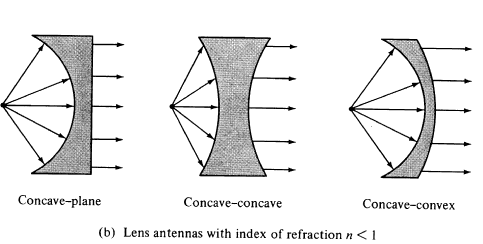 Concave–plane
Concave–concave
Concave–convex
(b) Lens antennas with index of refraction n < 1